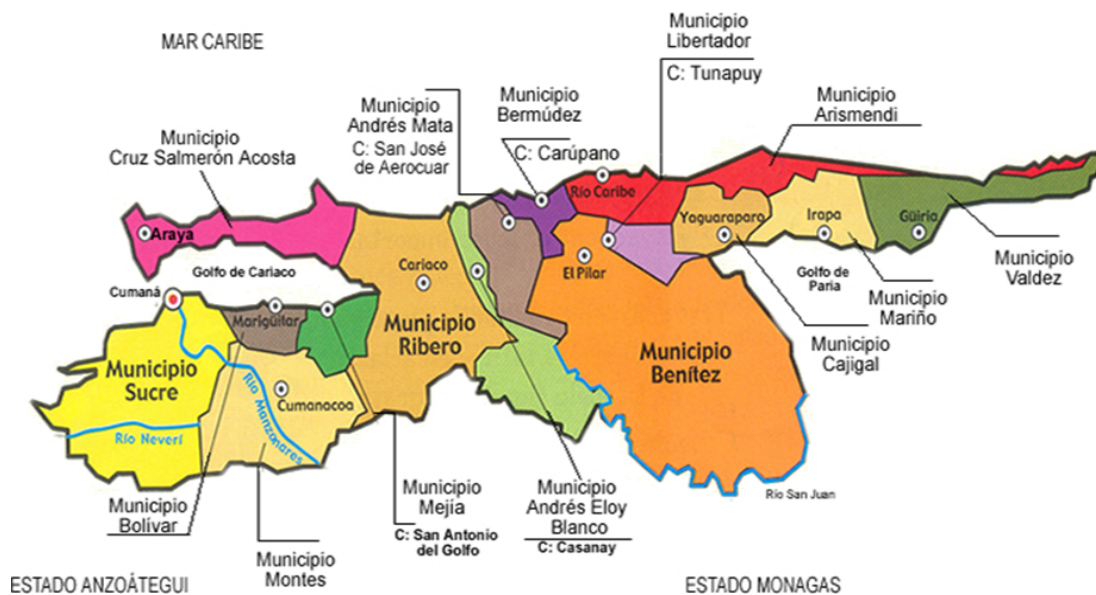 MAR CARIBE
Municipio
Libertador
C: Tunapuy
Municipio
Arismendi
Municipio
Bermúdez
C: Carúpano
Municipio
Andrés Mata
C: San José
de Aerocuar
Municipio
Cruz Salmerón Acosta
Araya
Golfo de Cariaco
Cumaná
Marigüitar
Cariaco
Río Caribe
El Pilar
Yaguaraparo
Irapa
Güiria
Golfo de
Paria
Municipio
Valdez
Municipio
Mariño
Municipio
Cajigal
Municipio
Ribero
Municipio
Benítez
Municipio
Sucre
Cumanacoa
Río Manzonares
Río Neverí
Río San Juan
Municipio
Bolívar
Municipio
Montes
Municipio
Mejía
C: San Antonio
del Golfo
Municipio
Andrés Eloy
Blanco
C: Casanay
ESTADO ANZOÁTEGUI
ESTADO MONAGAS